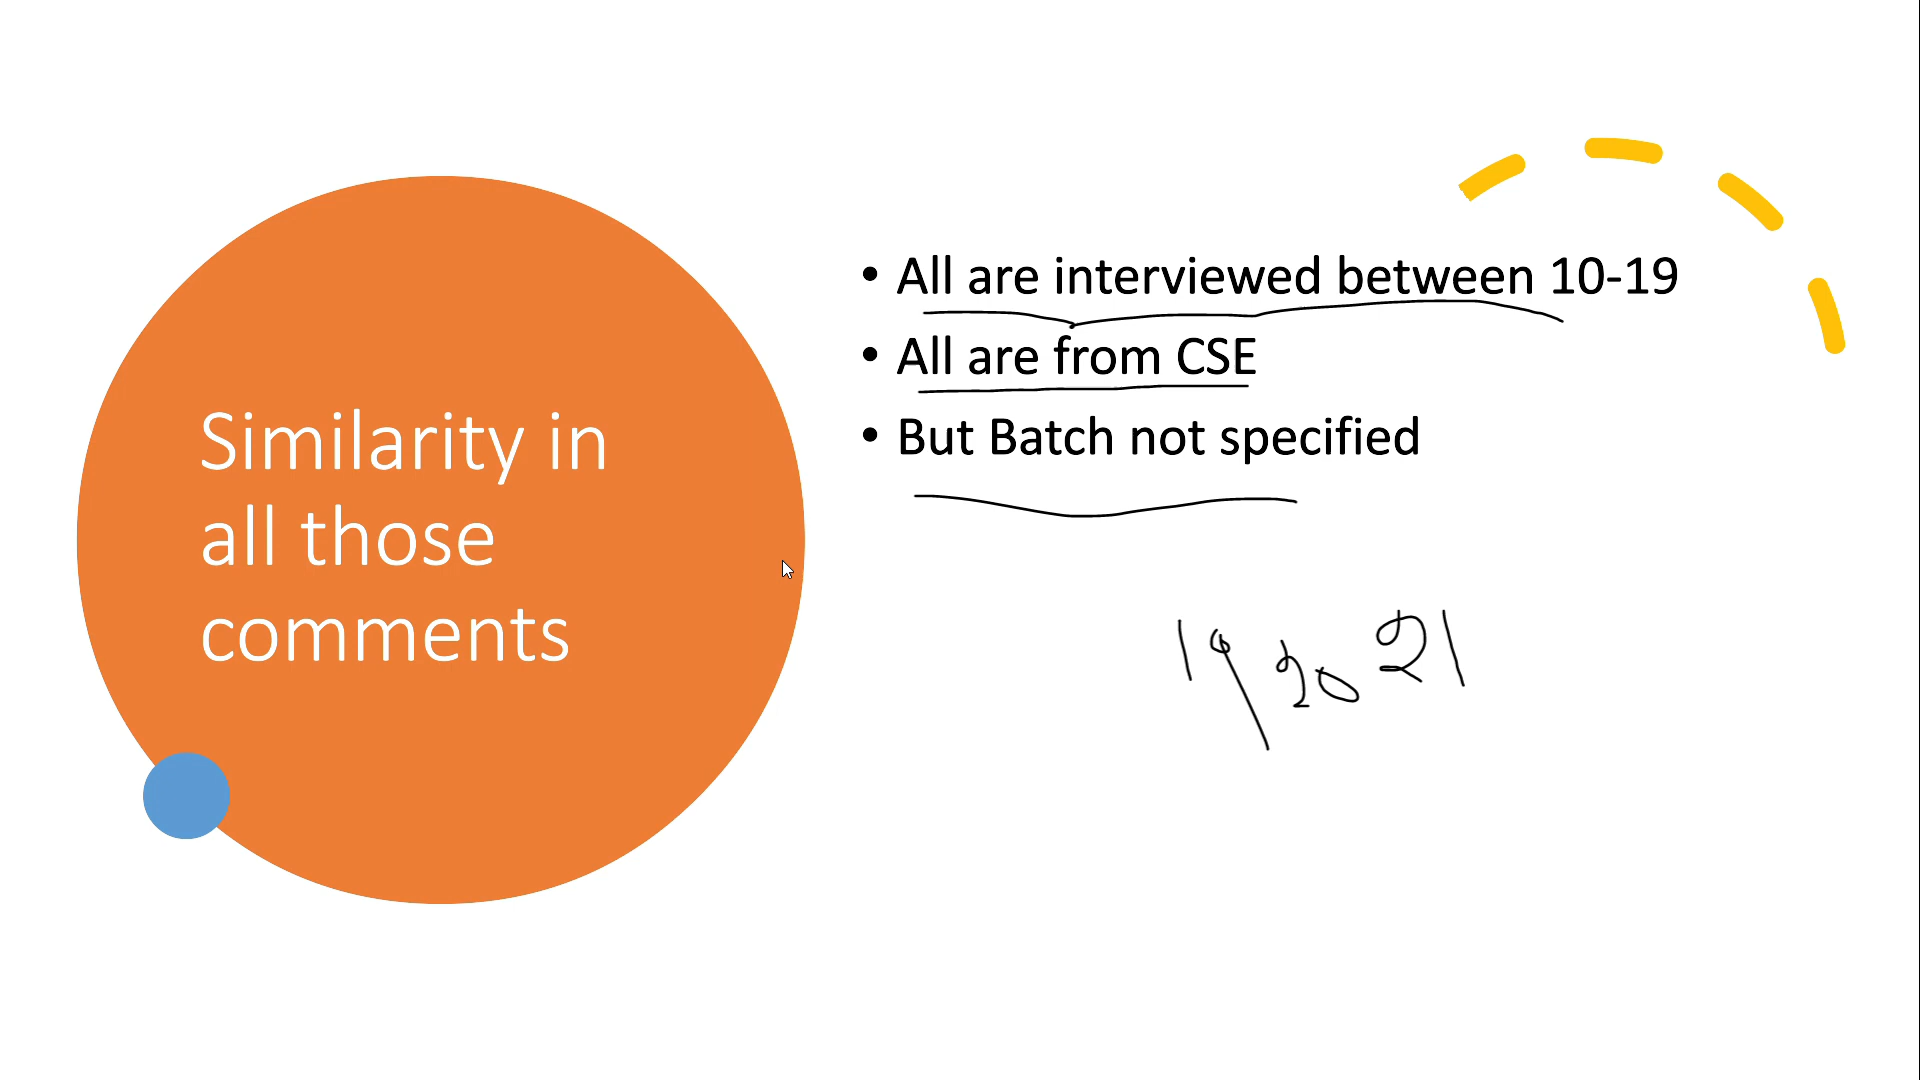 Similarity in
all those
comments
• All are interviewed between 10-19
• All are from CSE
• But Batch not specified
19 20 21